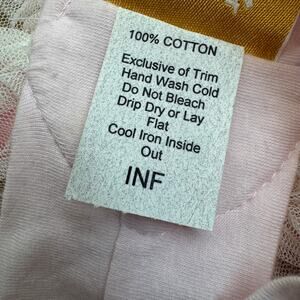 100% COTTON
Exclusive of Trim
Hand Wash Cold
Do Not Bleach
Drip Dry or Lay
Flat
Cool Iron Inside
Out
INF